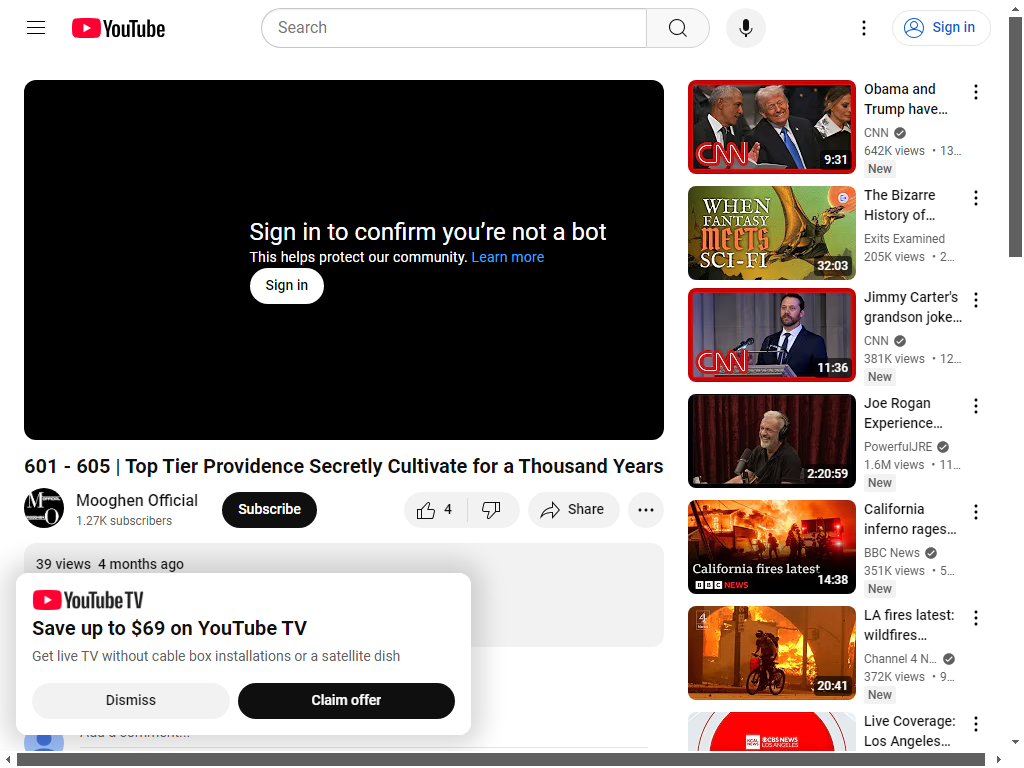 YouTube
Search
Sign in
Sign in to confirm you're not a bot
This helps protect our community. Learn more
Sign in
601 - 605 | Top Tier Providence Secretly Cultivate for a Thousand Years
Mooghen Official
1.27K subscribers
Subscribe
4
Share
39 views 4 months ago
YouTube TV
Save up to $69 on YouTube TV
Get live TV without cable box installations or a satellite dish
Dismiss
Claim offer
Add a comment...
CNN
9:31
Obama and
Trump have…
CNN
642K views • 13…
New
WHEN
FANTASY
MEETS
SCI-FI
32:03
The Bizarre
History of…
Exits Examined
205K views • 2…
CNN
11:36
Jimmy Carter's
grandson joke…
CNN
381K views • 12…
New
2:20:59
Joe Rogan
Experience…
PowerfulJRE
1.6M views • 11…
New
California fires latest
BBC NEWS
14:38
California
inferno rages…
BBC News
351K views • 5…
New
4
20:41
LA fires latest:
wildfires…
Channel 4 N…
372K views • 9…
New
KCAL NEWS
CBS NEWS
LOS ANGELES
Live Coverage:
Los Angeles…